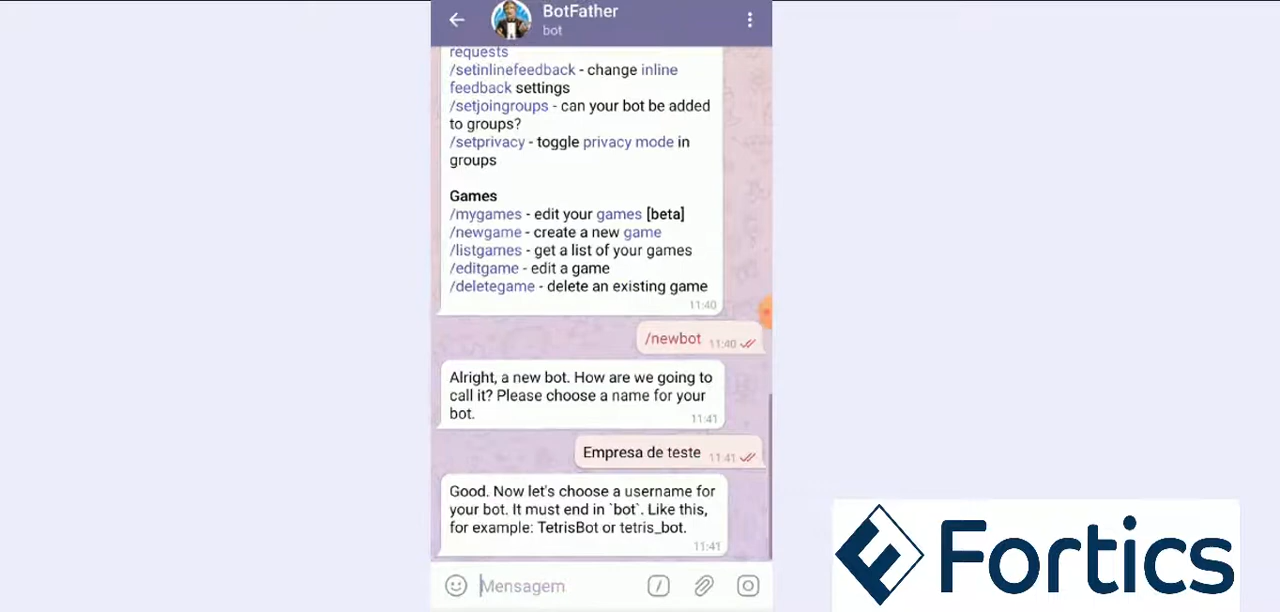 BotFather
bot
requests
/setinlinefeedback - change inline
feedback settings
/setjoingroups - can your bot be added
to groups?
/setprivacy - toggle privacy mode in
groups
Games
/mygames - edit your games [beta]
/newgame - create a new game
/listgames - get a list of your games
/editgame - edit a game
/deletegame - delete an existing game
11:40
/newbot 11:40
Alright, a new bot. How are we going to
call it? Please choose a name for your
bot.
11:41
Empresa de teste 11:41
Good. Now let's choose a username for
your bot. It must end in `bot`. Like this,
for example: TetrisBot or tetris_bot.
11:41
Mensagem
Fortics